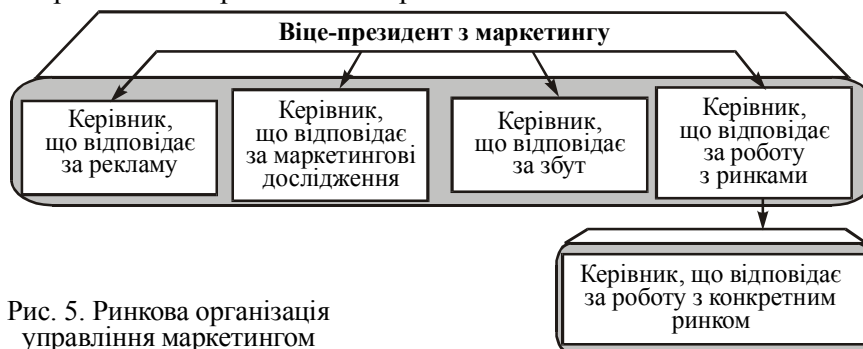 Віце-президент з маркетингу
Керівник,
що відповідає
за рекламу
Керівник,
що відповідає
за маркетингові
дослідження
Керівник,
що відповідає
за збут
Керівник,
що відповідає
за роботу
з ринками
Керівник, що відповідає
за роботу з конкретним
ринком
Рис. 5. Ринкова організація
управління маркетингом